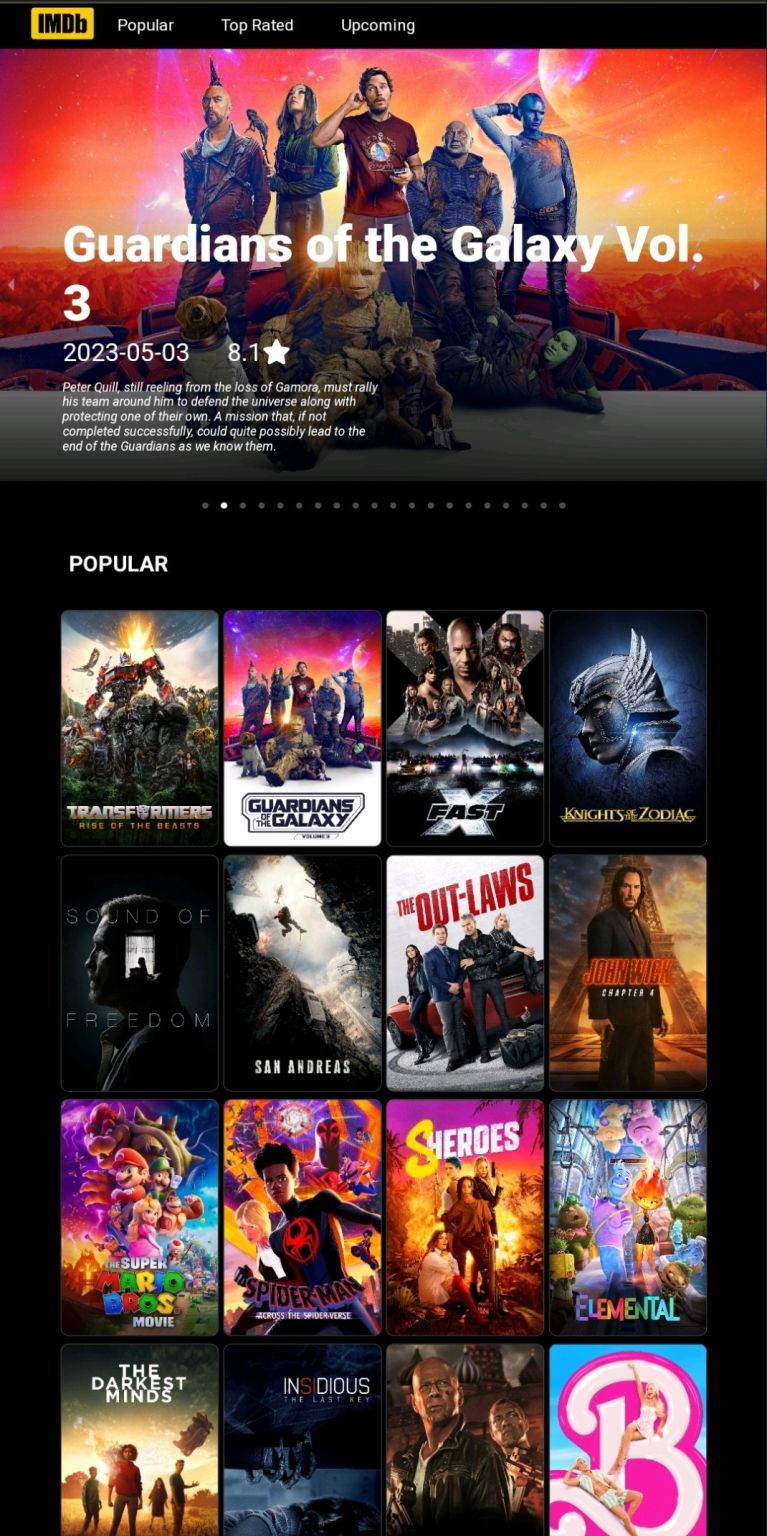 IMDb Popular Top Rated Upcoming
Guardians of the Galaxy Vol.
3
2023-05-03 8.1
Peter Quill, still reeling from the loss of Gamora, must rally
his team around him to defend the universe along with
protecting one of their own. A mission that, if not
completed successfully, could quite possibly lead to the
end of the Guardians as we know them.
POPULAR
TRANSFORMERS
RISE OF THE BEASTS
GUARDIANS
OF THE
GALAXY
VOLUME 3
FAST
X
KNIGHTS OF THE ZODIAC
SOUND OF
FREEDOM
SAN ANDREAS
THE OUT-LAWS
JOHN WICK
CHAPTER 4
THE SUPER
MARIO
BROS.
MOVIE
SPIDER-MAN
ACROSS THE SPIDER-VERSE
SHEROES
ELEMENTAL
THE
DARKEST
MINDS
INSIDIOUS
THE LAST KEY
B